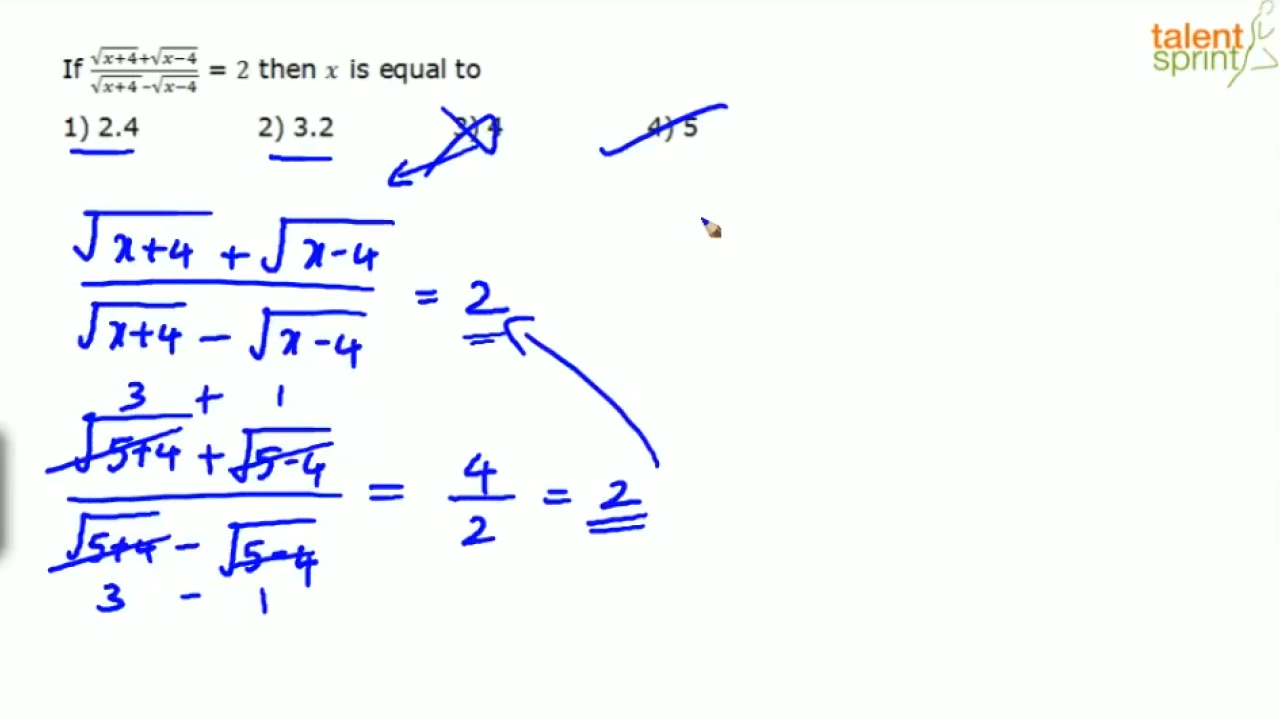 talent
sprint
If (√x+4+√x−4)/(√x+4−√x−4) = 2 then x is equal to
1) 2.4 2) 3.2 3) 4 4) 5
√x+4 + √x-4
= 2
√x+4 - √x-4
3 + 1
√5+4 + √5-4
= 4/2 = 2
√5+4 - √5-4
3 - 1